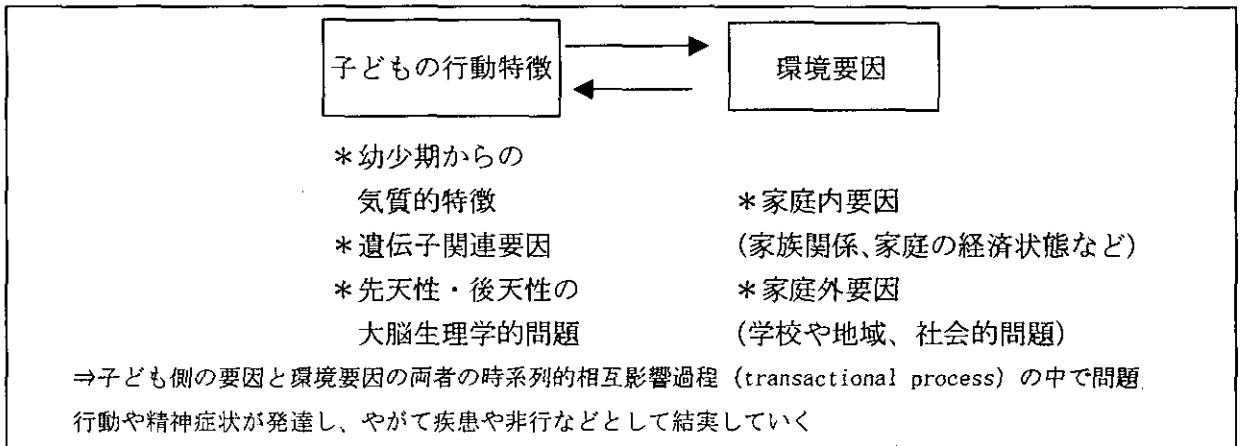 子どもの行動特徴
環境要因
＊幼少期からの
気質的特徴
＊遺伝子関連要因
＊先天性・後天性の
大脳生理学的問題
＊家庭内要因
(家族関係、家庭の経済状態など)
＊家庭外要因
(学校や地域、社会的問題)
⇒子ども側の要因と環境要因の両者の時系列的相互影響過程 (transactional process) の中で問題
行動や精神症状が発達し、やがて疾患や非行などとして結実していく